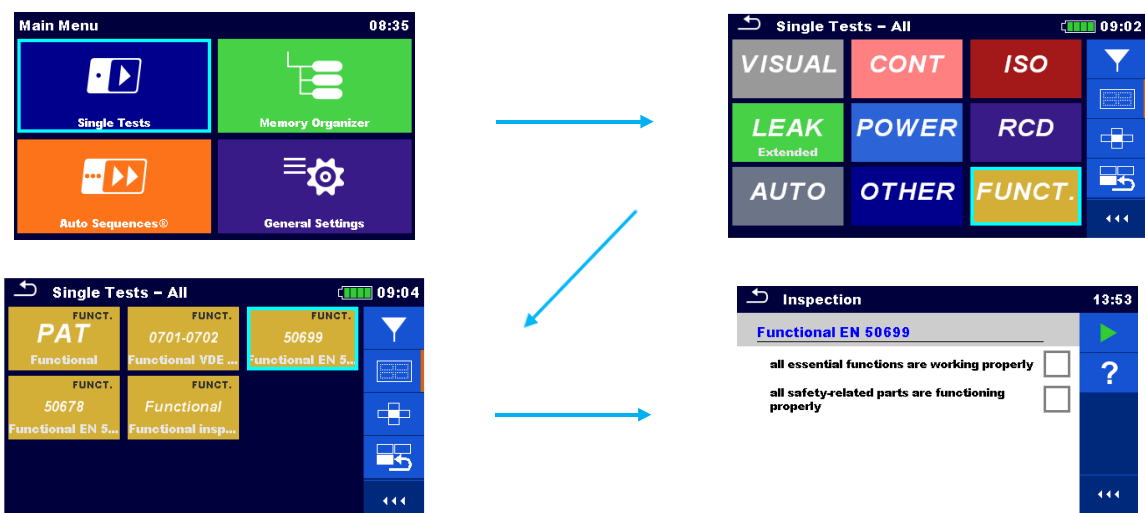 Main Menu 08:35
Single Tests
Memory Organizer
Auto Sequences®
General Settings
Single Tests – All 09:02
VISUAL CONT ISO
LEAK POWER RCD
Extended
AUTO OTHER FUNCT.
Single Tests – All 09:04
FUNCT. FUNCT. FUNCT.
PAT 0701-0702 50699
Functional Functional VDE ... Functional EN 5...
FUNCT. FUNCT.
50678 Functional
Functional EN 5... Functional insp...
Inspection 13:53
Functional EN 50699
all essential functions are working properly
?
all safety-related parts are functioning
properly